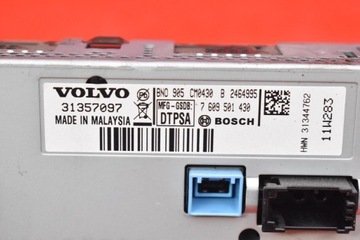 VOLVO
31357097
MADE IN MALAYSIA
BND 905 CM0430 B 2464995
MFG-GSDB: 7 609 501 430
DTPSA BOSCH
HWN 31344762
11W283